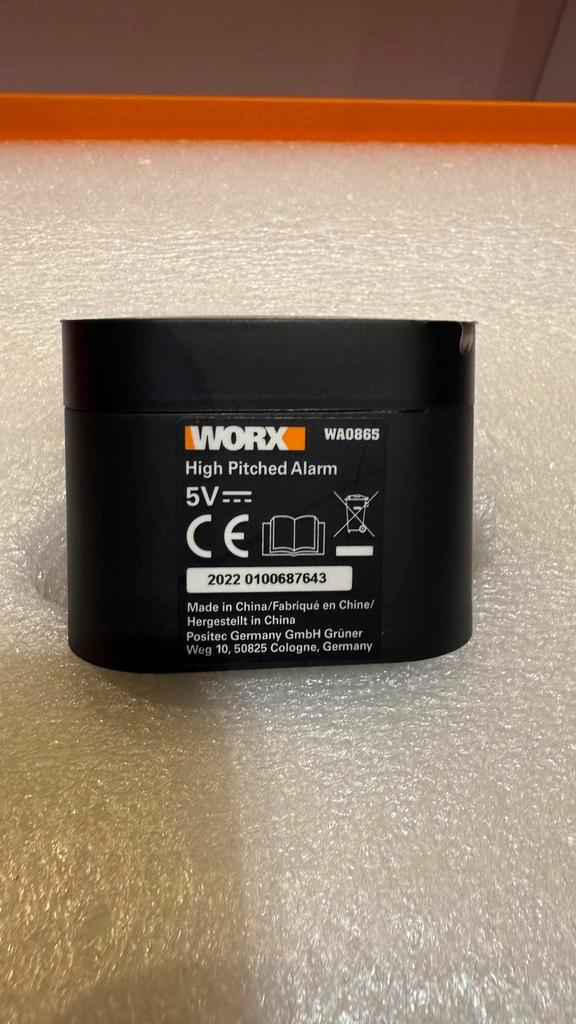 WORX WA0865
High Pitched Alarm
5V
CE
2022 0100687643
Made in China/Fabriqué en Chine/
Hergestellt in China
Positec Germany GmbH Grüner
Weg 10, 50825 Cologne, Germany